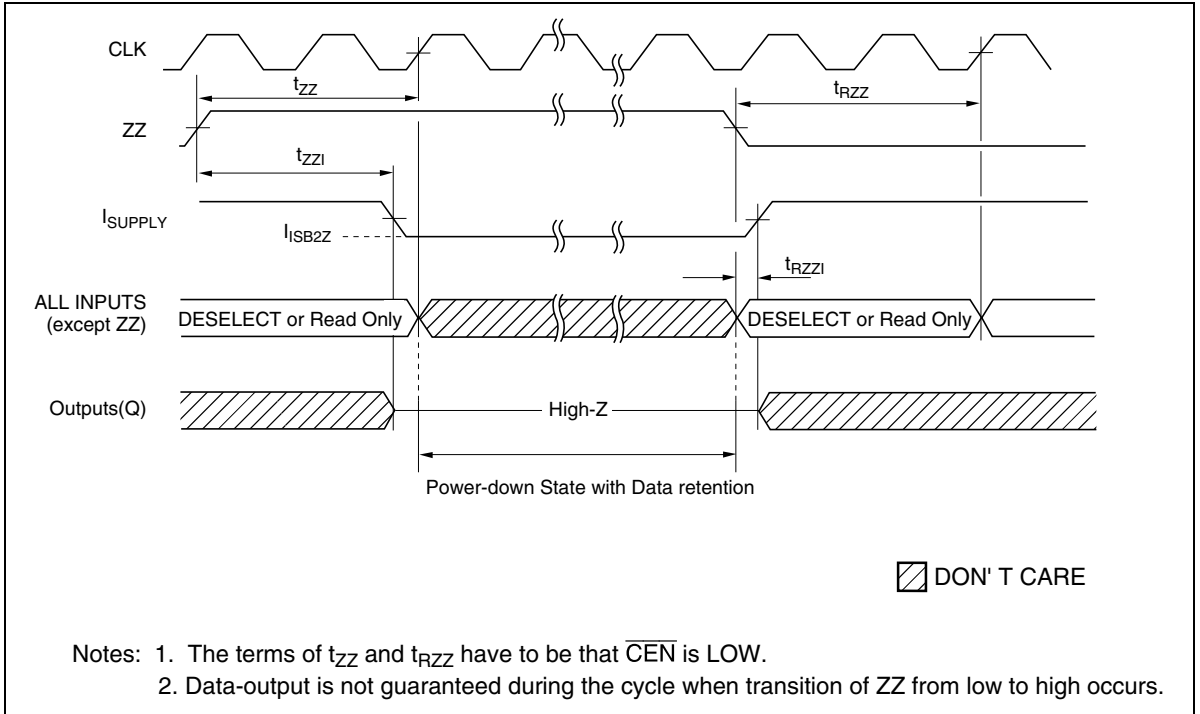 CLK
tZZ
tRZZ
ZZ
tZZI
ISUPPLY
IISB2Z
tRZZI
ALL INPUTS
(except ZZ)
DESELECT or Read Only
DESELECT or Read Only
Outputs(Q)
High-Z
Power-down State with Data retention
DON' T CARE
Notes: 1. The terms of tZZ and tRZZ have to be that C̅E̅N̅ is LOW.
2. Data-output is not guaranteed during the cycle when transition of ZZ from low to high occurs.